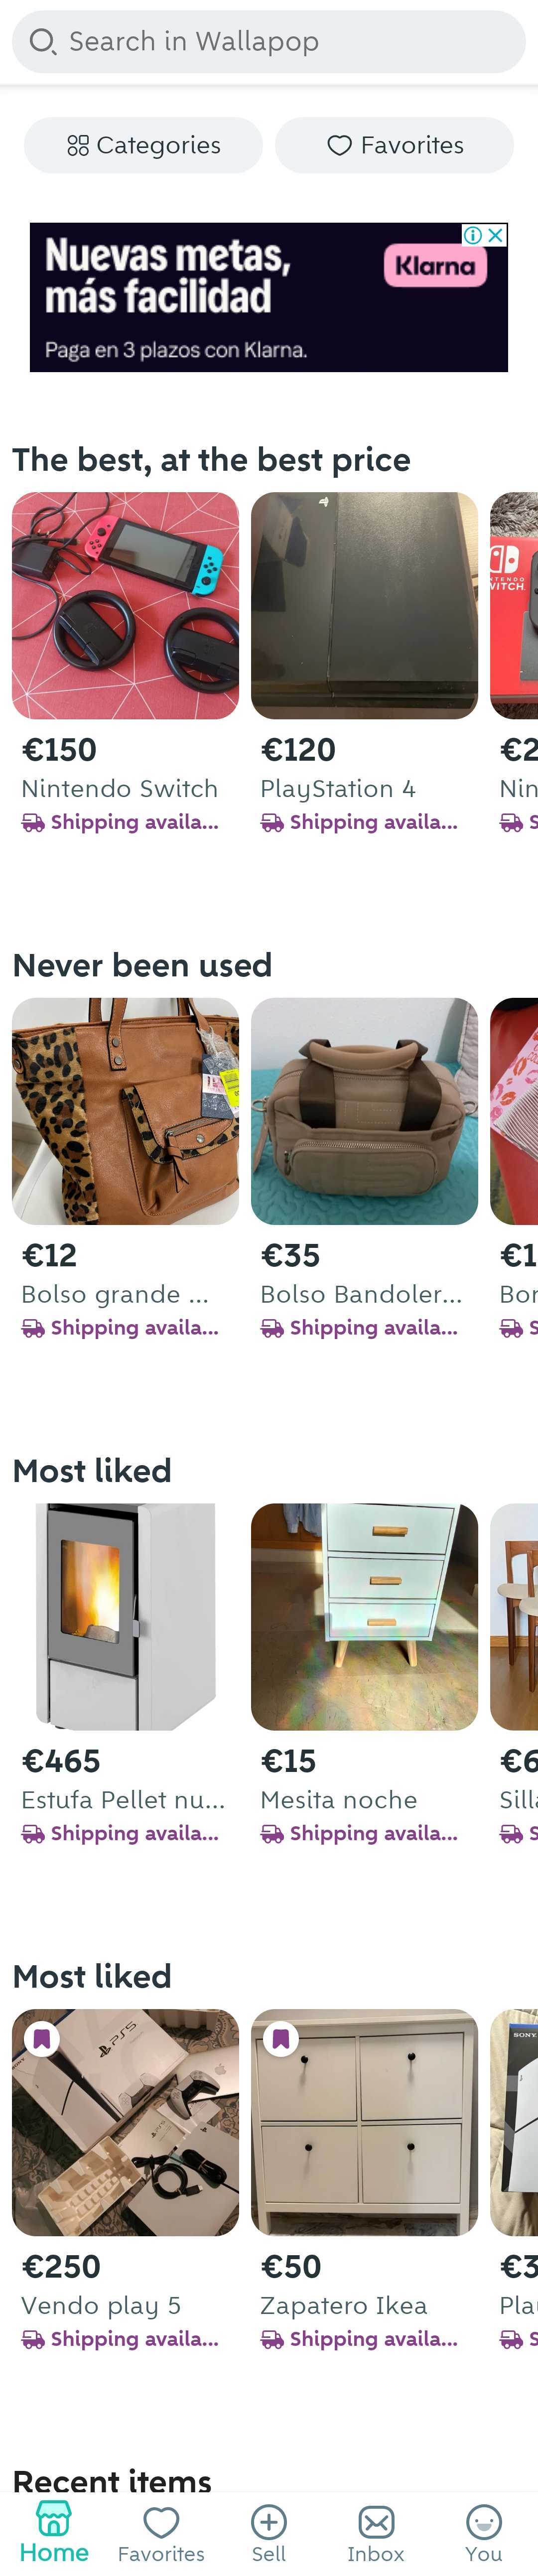 Search in Wallapop
Categories
Favorites
Nuevas metas,
más facilidad
Klarna
Paga en 3 plazos con Klarna.
The best, at the best price
NINTENDO
SWITCH
€150
€120
€2
Nintendo Switch
PlayStation 4
Nin
Shipping availa...
Shipping availa...
S
Never been used
€12
€35
€1
Bolso grande ...
Bolso Bandoler...
Bor
Shipping availa...
Shipping availa...
S
Most liked
€465
€15
€6
Estufa Pellet nu...
Mesita noche
Silla
Shipping availa...
Shipping availa...
S
Most liked
PS5
SONY
€250
€50
€3
Vendo play 5
Zapatero Ikea
Pla
Shipping availa...
Shipping availa...
S
Recent items
Home
Favorites
Sell
Inbox
You